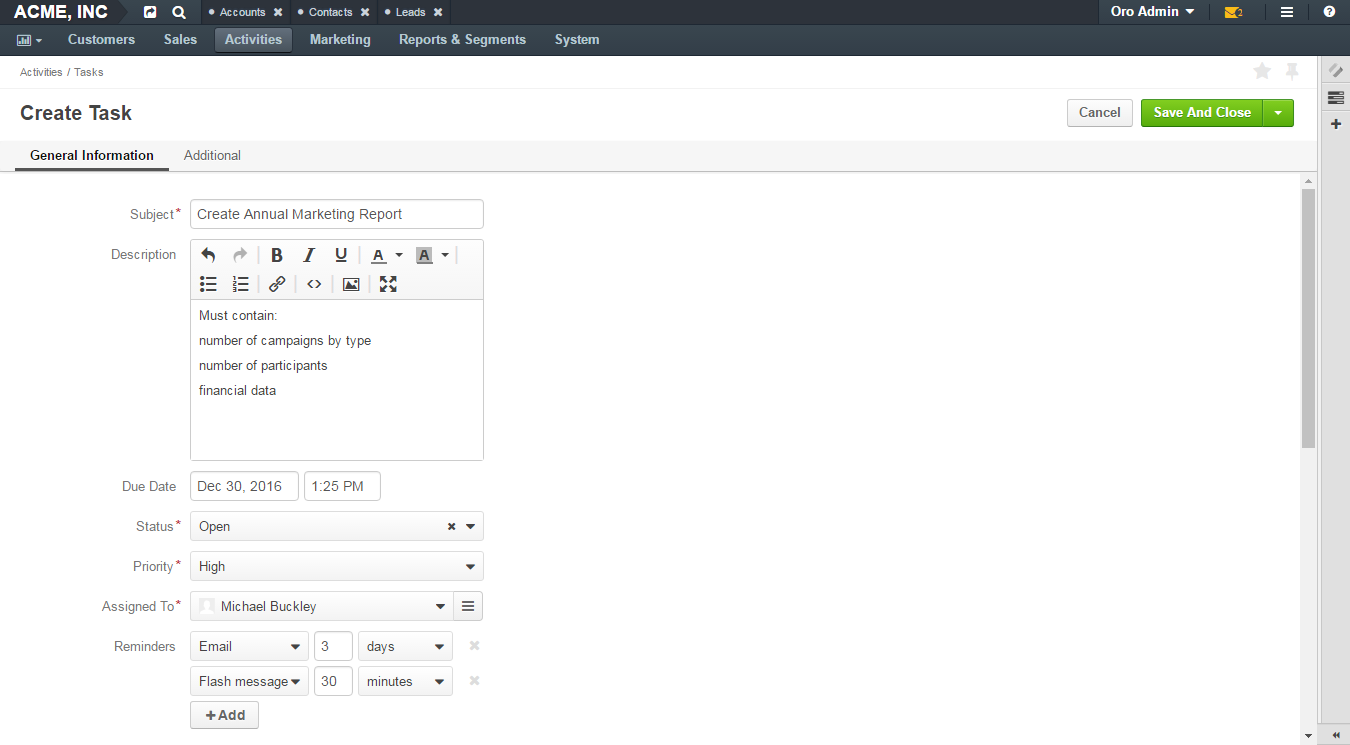 ACME, INC • Accounts ✖ • Contacts ✖ • Leads ✖ Oro Admin 2
Customers Sales Activities Marketing Reports & Segments System
Activities / Tasks
Create Task Cancel Save And Close
General Information Additional
Subject* Create Annual Marketing Report
Description B I U A A
Must contain:
number of campaigns by type
number of participants
financial data
Due Date Dec 30, 2016 1:25 PM
Status* Open
Priority* High
Assigned To* Michael Buckley
Reminders Email 3 days
Flash message 30 minutes
+Add